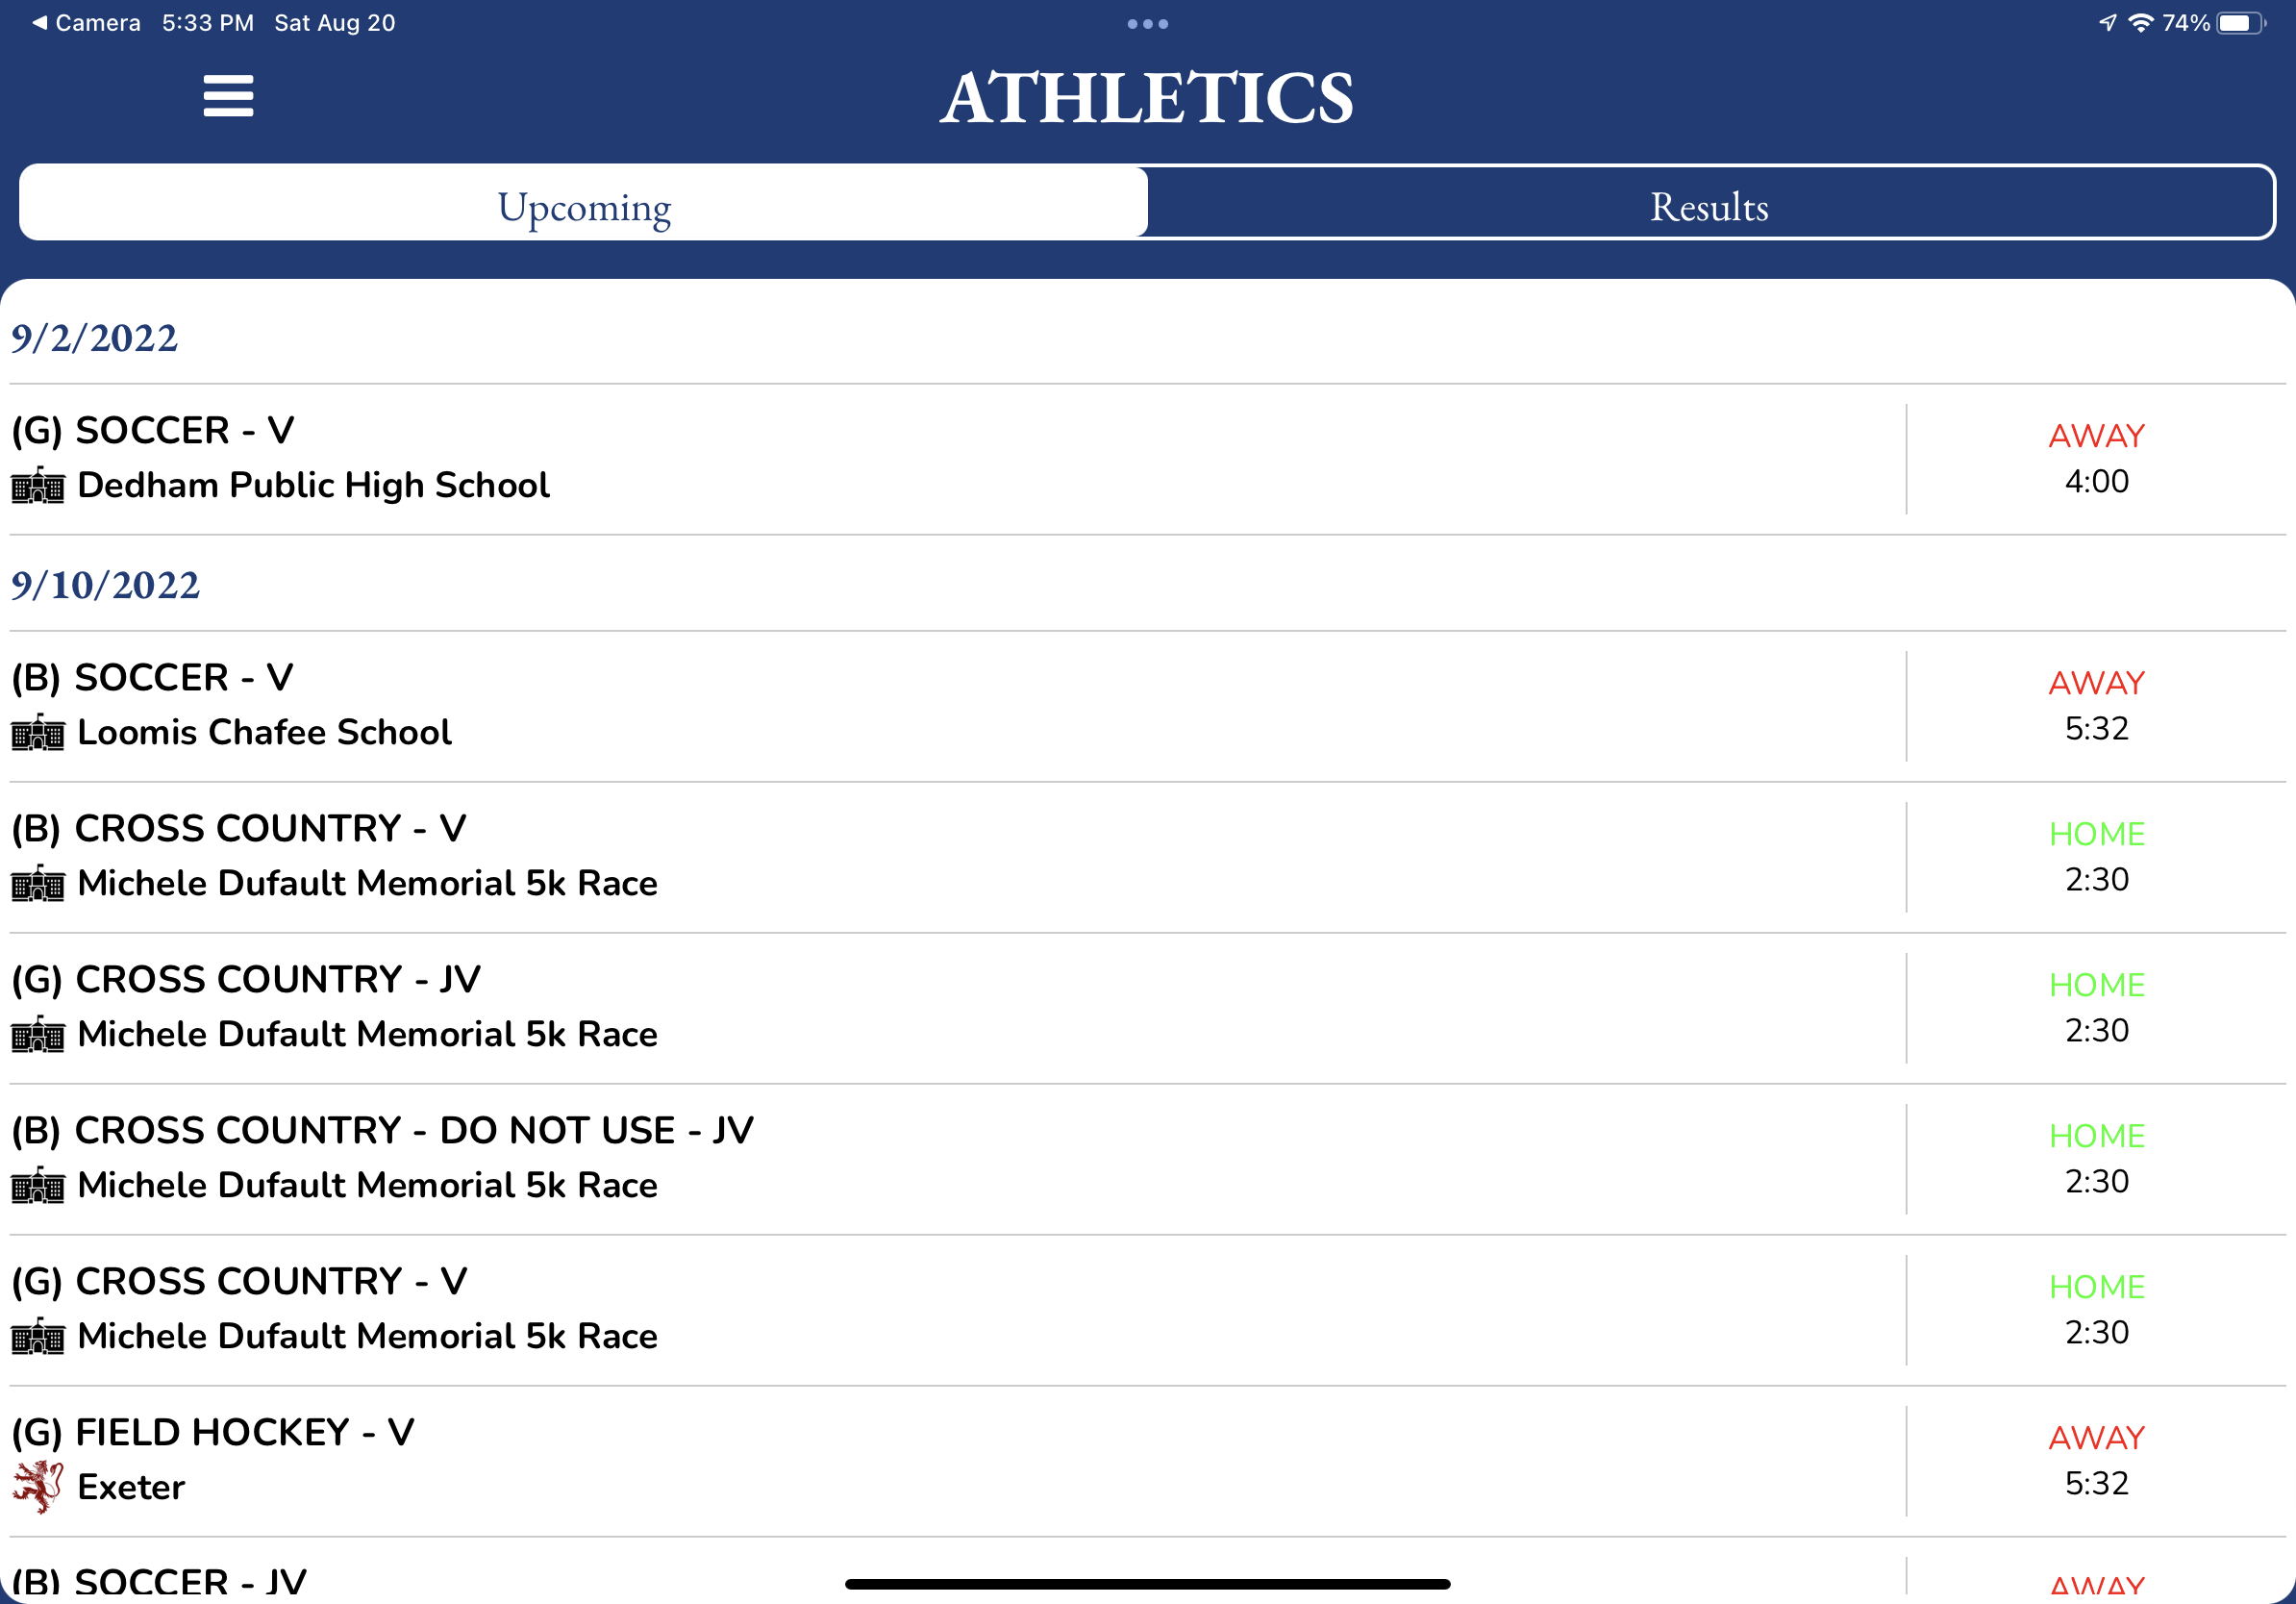 Camera 5:33 PM Sat Aug 20 74%
ATHLETICS
Upcoming Results
9/2/2022
(G) SOCCER - V
AWAY
Dedham Public High School
4:00
9/10/2022
(B) SOCCER - V
AWAY
Loomis Chafee School
5:32
(B) CROSS COUNTRY - V
HOME
Michele Dufault Memorial 5k Race
2:30
(G) CROSS COUNTRY - JV
HOME
Michele Dufault Memorial 5k Race
2:30
(B) CROSS COUNTRY - DO NOT USE - JV
HOME
Michele Dufault Memorial 5k Race
2:30
(G) CROSS COUNTRY - V
HOME
Michele Dufault Memorial 5k Race
2:30
(G) FIELD HOCKEY - V
AWAY
Exeter
5:32
(B) SOCCER - JV
AWAY